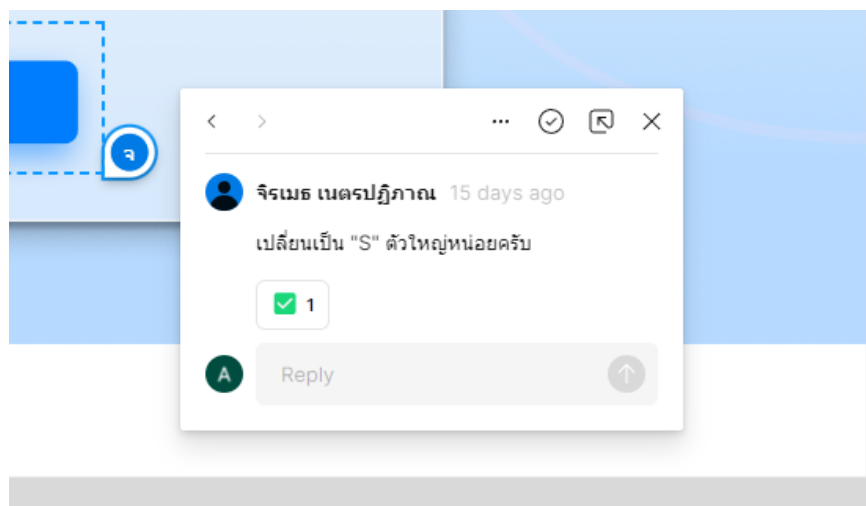 จ
จิรเมธ เนตรปฏิภาณ 15 days ago
เปลี่ยนเป็น "S" ตัวใหญ่หน่อยครับ
1
A Reply